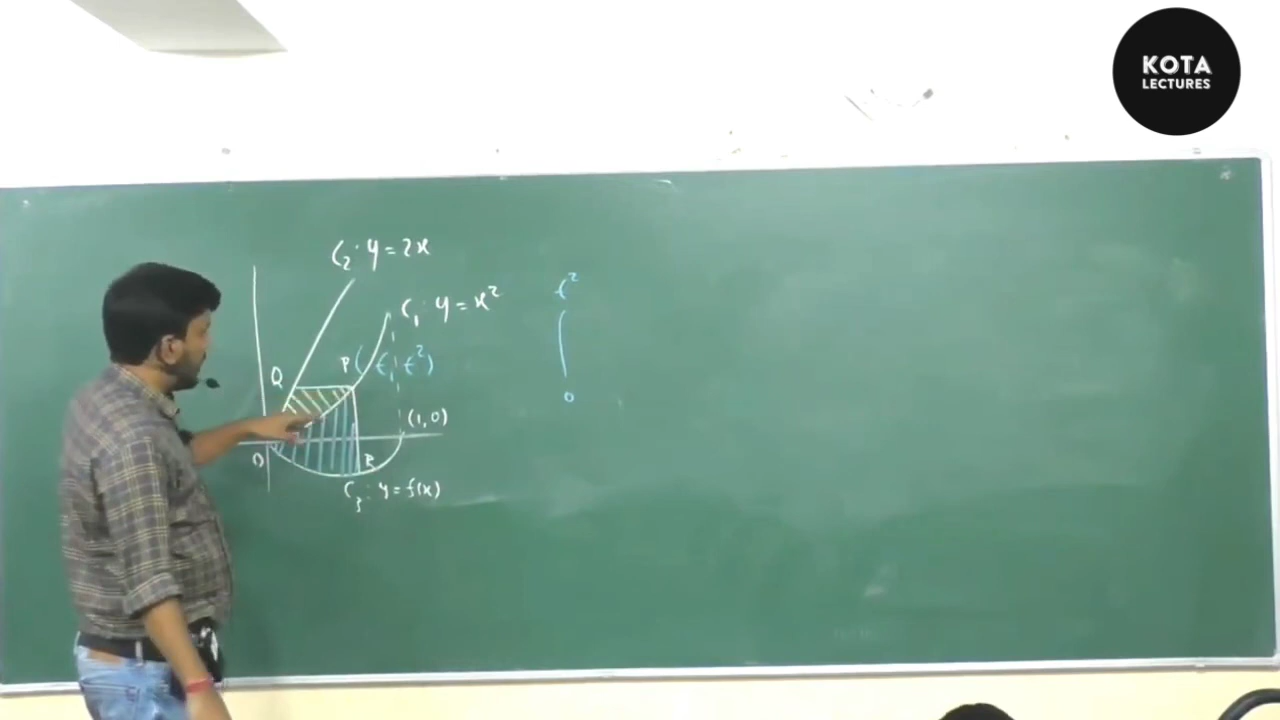 KOTA
LECTURES
C₂: y = 2x
C₁: y = x²
t²
Q
P(t, t²)
0
(1, 0)
O
R
C₃: y = f(x)